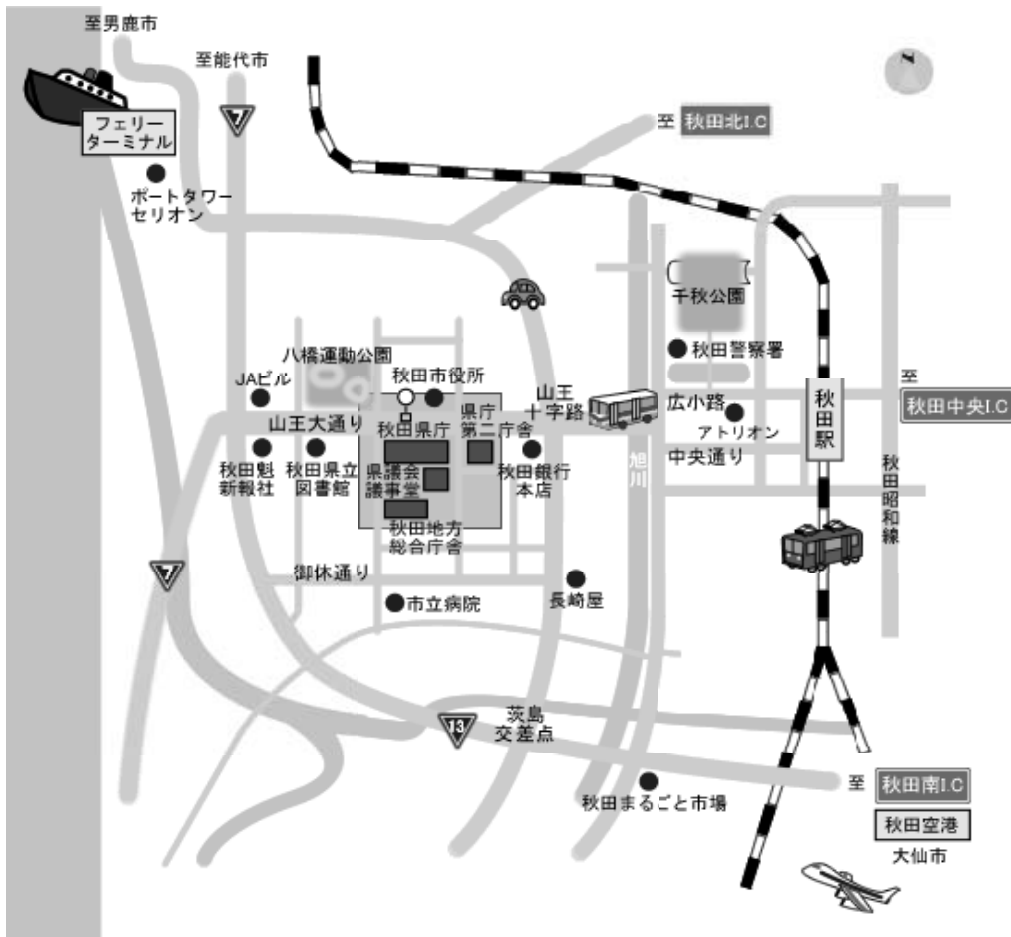 至男鹿市
至能代市
7
フェリー
ターミナル
至 秋田北I.C
ポートタワー
セリオン
千秋公園
秋田警察署
八橋運動公園
JAビル
秋田市役所
山王
十字路
広小路
至
秋田中央I.C
秋田駅
山王大通り
秋田県庁
県庁
第二庁舎
アトリオン
中央通り
旭川
秋田魁
新報社
秋田県立
図書館
県議会
議事堂
秋田銀行
本店
秋田昭和線
秋田地方
総合庁舎
7
御休通り
長崎屋
市立病院
13
茨島
交差点
秋田まるごと市場
至 秋田南I.C
秋田空港
大仙市